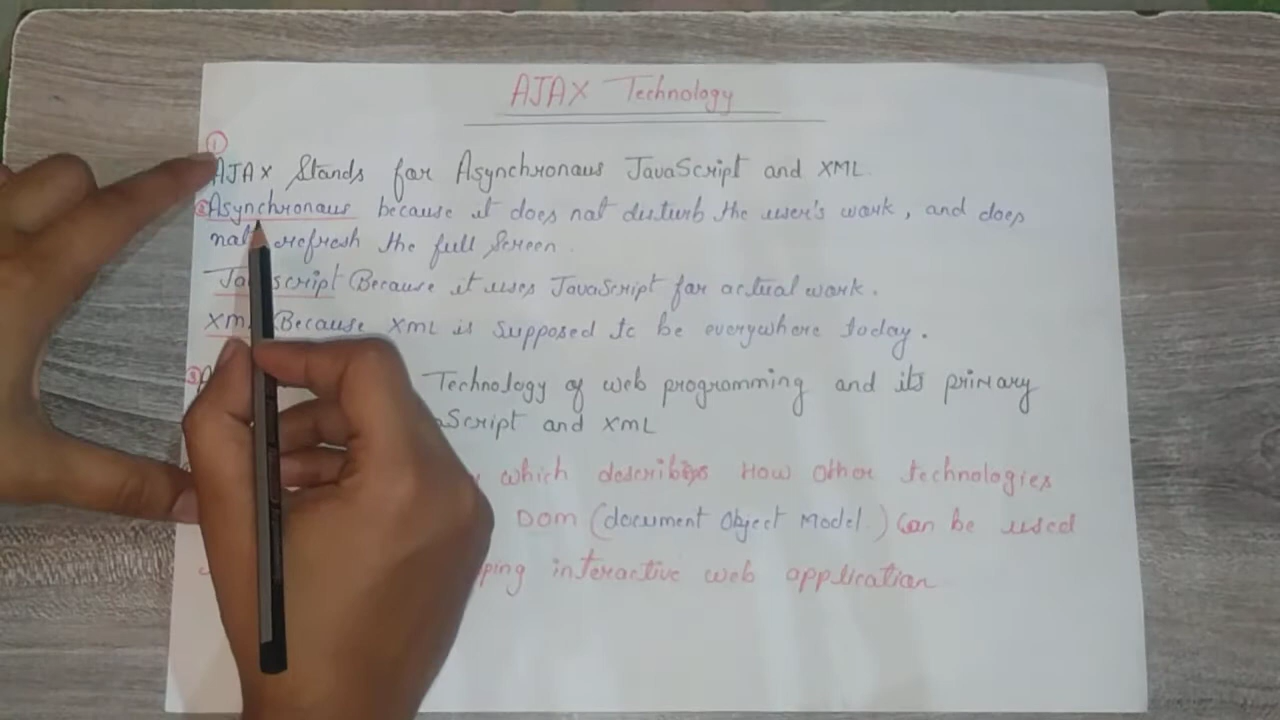 AJAX Technology
1
AJAX Stands for Asynchronous JavaScript and XML.
2 Asynchronous because it does not disturb the user's work, and does
not refresh the full Screen.
Javascript Because it uses JavaScript for actual work.
Because XML is supposed to be everywhere today.
3 Technology of web programming and its primary
Script and XML
which describes How other technologies
DOM (document Object Model.) Can be used
interactive web application